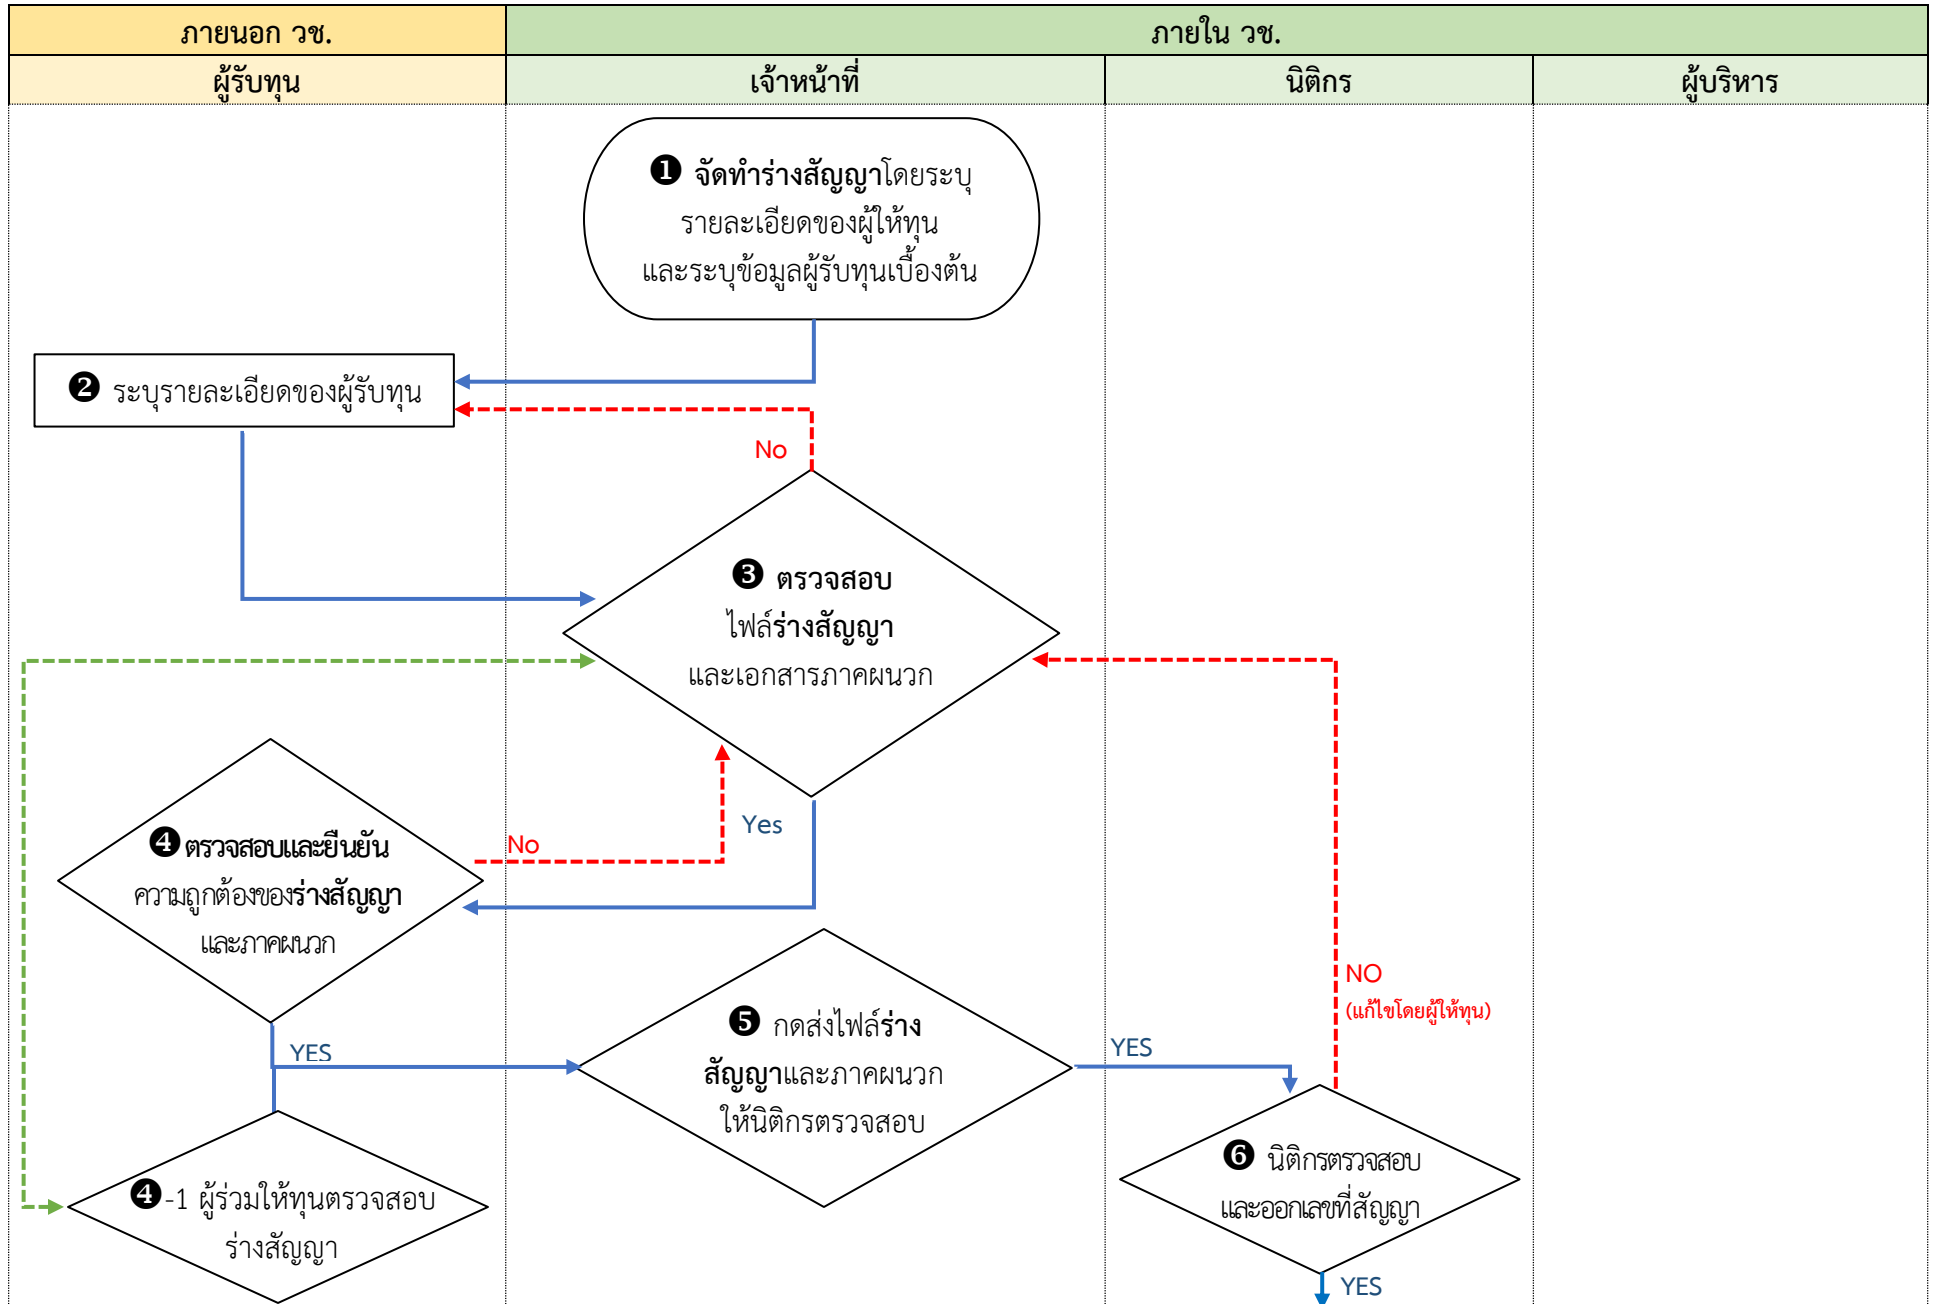 ภายนอก วช.
ภายใน วช.
ผู้รับทุน
เจ้าหน้าที่
นิติกร
ผู้บริหาร
❶ จัดทำร่างสัญญาโดยระบุ
รายละเอียดของผู้ให้ทุน
และระบุข้อมูลผู้รับทุนเบื้องต้น
❷ ระบุรายละเอียดของผู้รับทุน
No
❸ ตรวจสอบ
ไฟล์ร่างสัญญา
และเอกสารภาคผนวก
Yes
❹ ตรวจสอบและยืนยัน
ความถูกต้องของร่างสัญญา
และภาคผนวก
No
NO
(แก้ไขโดยผู้ให้ทุน)
YES
❺ กดส่งไฟล์ร่าง
สัญญาและภาคผนวก
ให้นิติกรตรวจสอบ
YES
❻ นิติกรตรวจสอบ
และออกเลขที่สัญญา
❹-1 ผู้ร่วมให้ทุนตรวจสอบ
ร่างสัญญา
YES